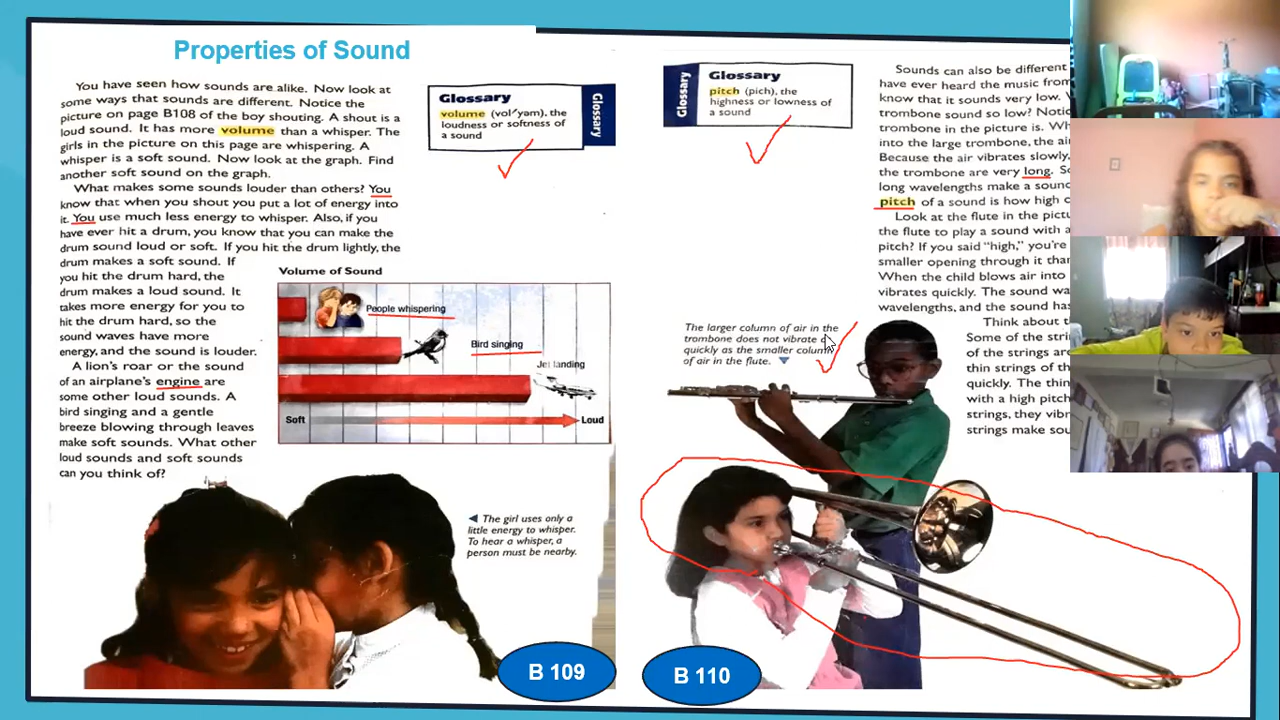 Properties of Sound
You have seen how sounds are alike. Now look at
some ways that sounds are different. Notice the
picture on page B108 of the boy shouting. A shout is a
loud sound. It has more volume than a whisper. The
girls in the picture on this page are whispering. A
whisper is a soft sound. Now look at the graph. Find
another soft sound on the graph.
What makes some sounds louder than others? You
know that when you shout you put a lot of energy into
it. You use much less energy to whisper. Also, if you
have ever hit a drum, you know that you can make the
drum sound loud or soft. If you hit the drum lightly, the
drum makes a soft sound. If
you hit the drum hard, the
drum makes a loud sound. It
takes more energy for you to
hit the drum hard, so the
sound waves have more
energy, and the sound is louder.
A lion's roar or the sound
of an airplane's engine are
some other loud sounds. A
bird singing and a gentle
breeze blowing through leaves
make soft sounds. What other
loud sounds and soft sounds
can you think of?
Glossary
volume (vol′yəm), the
loudness or softness of
a sound
Glossary
Volume of Sound
People whispering
Bird singing
Jet landing
Soft
Loud
◀ The girl uses only a
little energy to whisper.
To hear a whisper, a
person must be nearby.
B 109
Glossary
Glossary
pitch (pich), the
highness or lowness of
a sound
Sounds can also be different
have ever heard the music from
know that it sounds very low.
trombone sound so low?
trombone in the picture is.
into the large trombone, the
Because the air vibrates slowly,
the trombone are very long.
long wavelengths make a
pitch of a sound is how high
Look at the flute in the
the flute to play a sound with a
pitch? If you said "high," you're
smaller opening through it
When the child blows air into
vibrates quickly. The sound
wavelengths, and the sound
Think about
Some of the
of the strings
thin strings of the
quickly. The
with a high pitch
strings, they
strings make
The larger column of air in the
trombone does not vibrate
quickly as the smaller column
of air in the flute. ▼
B 110